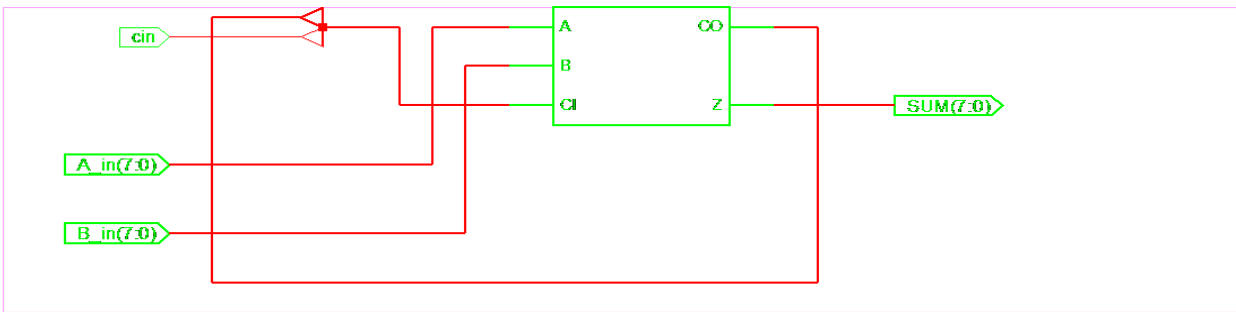 cin
A
CO
B
CI
Z
SUM(7:0)
A_in(7:0)
B_in(7:0)